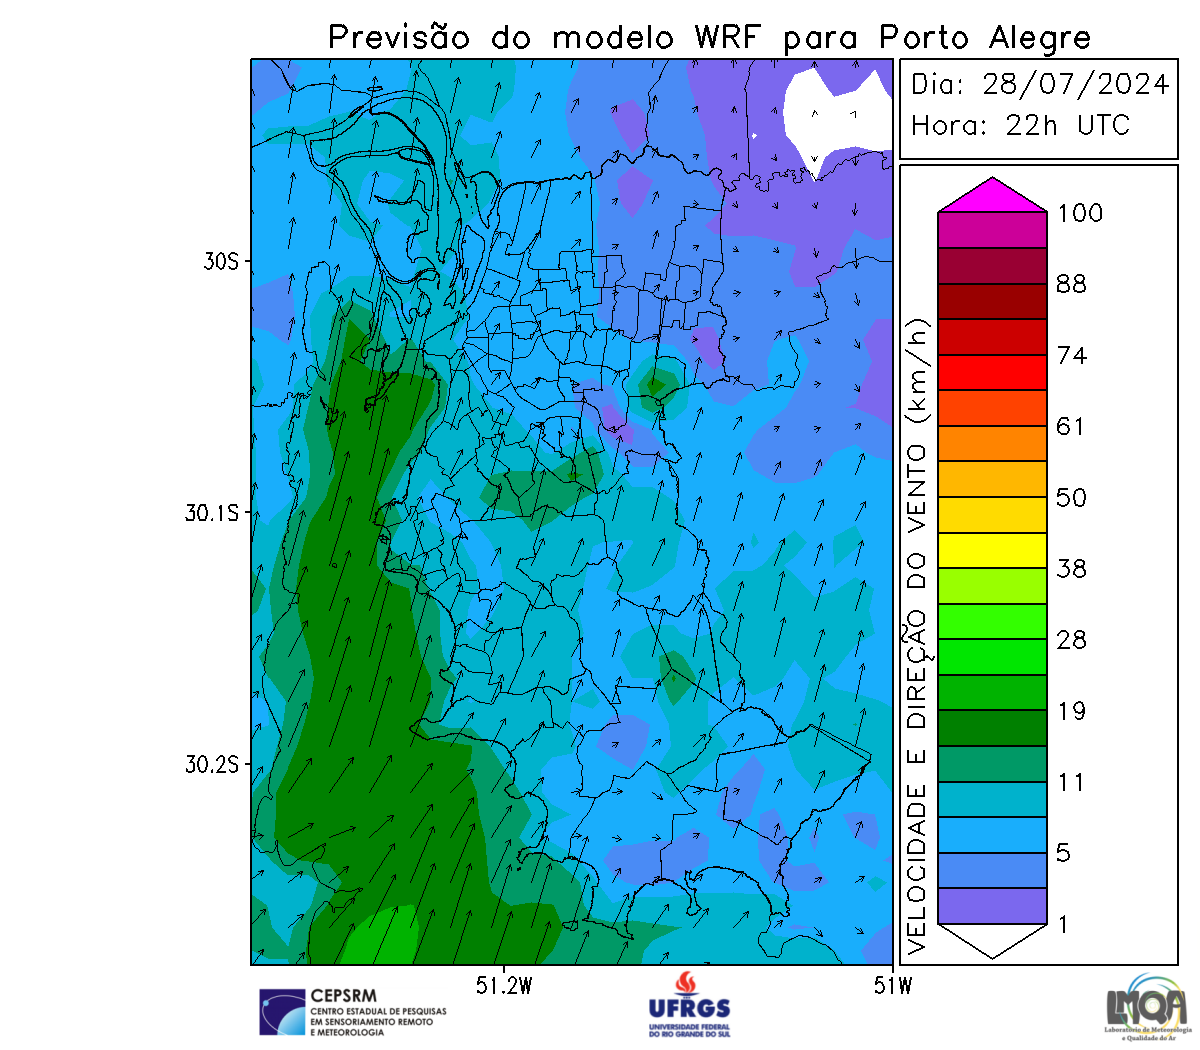 Previsão do modelo WRF para Porto Alegre
Dia: 28/07/2024
Hora: 22h UTC
30S
30.1S
30.2S
51.2W
51W
VELOCIDADE E DIREÇÃO DO VENTO (km/h)
100
88
74
61
50
38
28
19
11
5
1
CEPSRM
CENTRO ESTADUAL DE PESQUISAS
EM SENSORIAMENTO REMOTO
E METEOROLOGIA
UFRGS
UNIVERSIDADE FEDERAL
DO RIO GRANDE DO SUL
LMQA
Laboratório de Meteorologia
e Qualidade do Ar